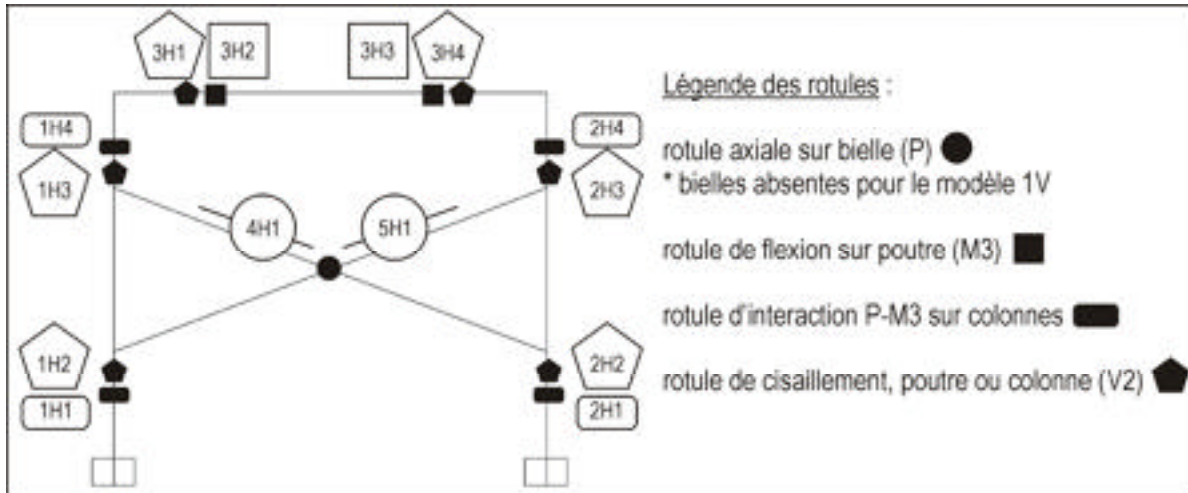 3H1
3H2
3H3
3H4
1H4
1H3
2H4
2H3
4H1
5H1
1H2
1H1
2H2
2H1
Légende des rotules :
rotule axiale sur bielle (P)
* bielles absentes pour le modèle 1V
rotule de flexion sur poutre (M3)
rotule d'interaction P-M3 sur colonnes
rotule de cisaillement, poutre ou colonne (V2)